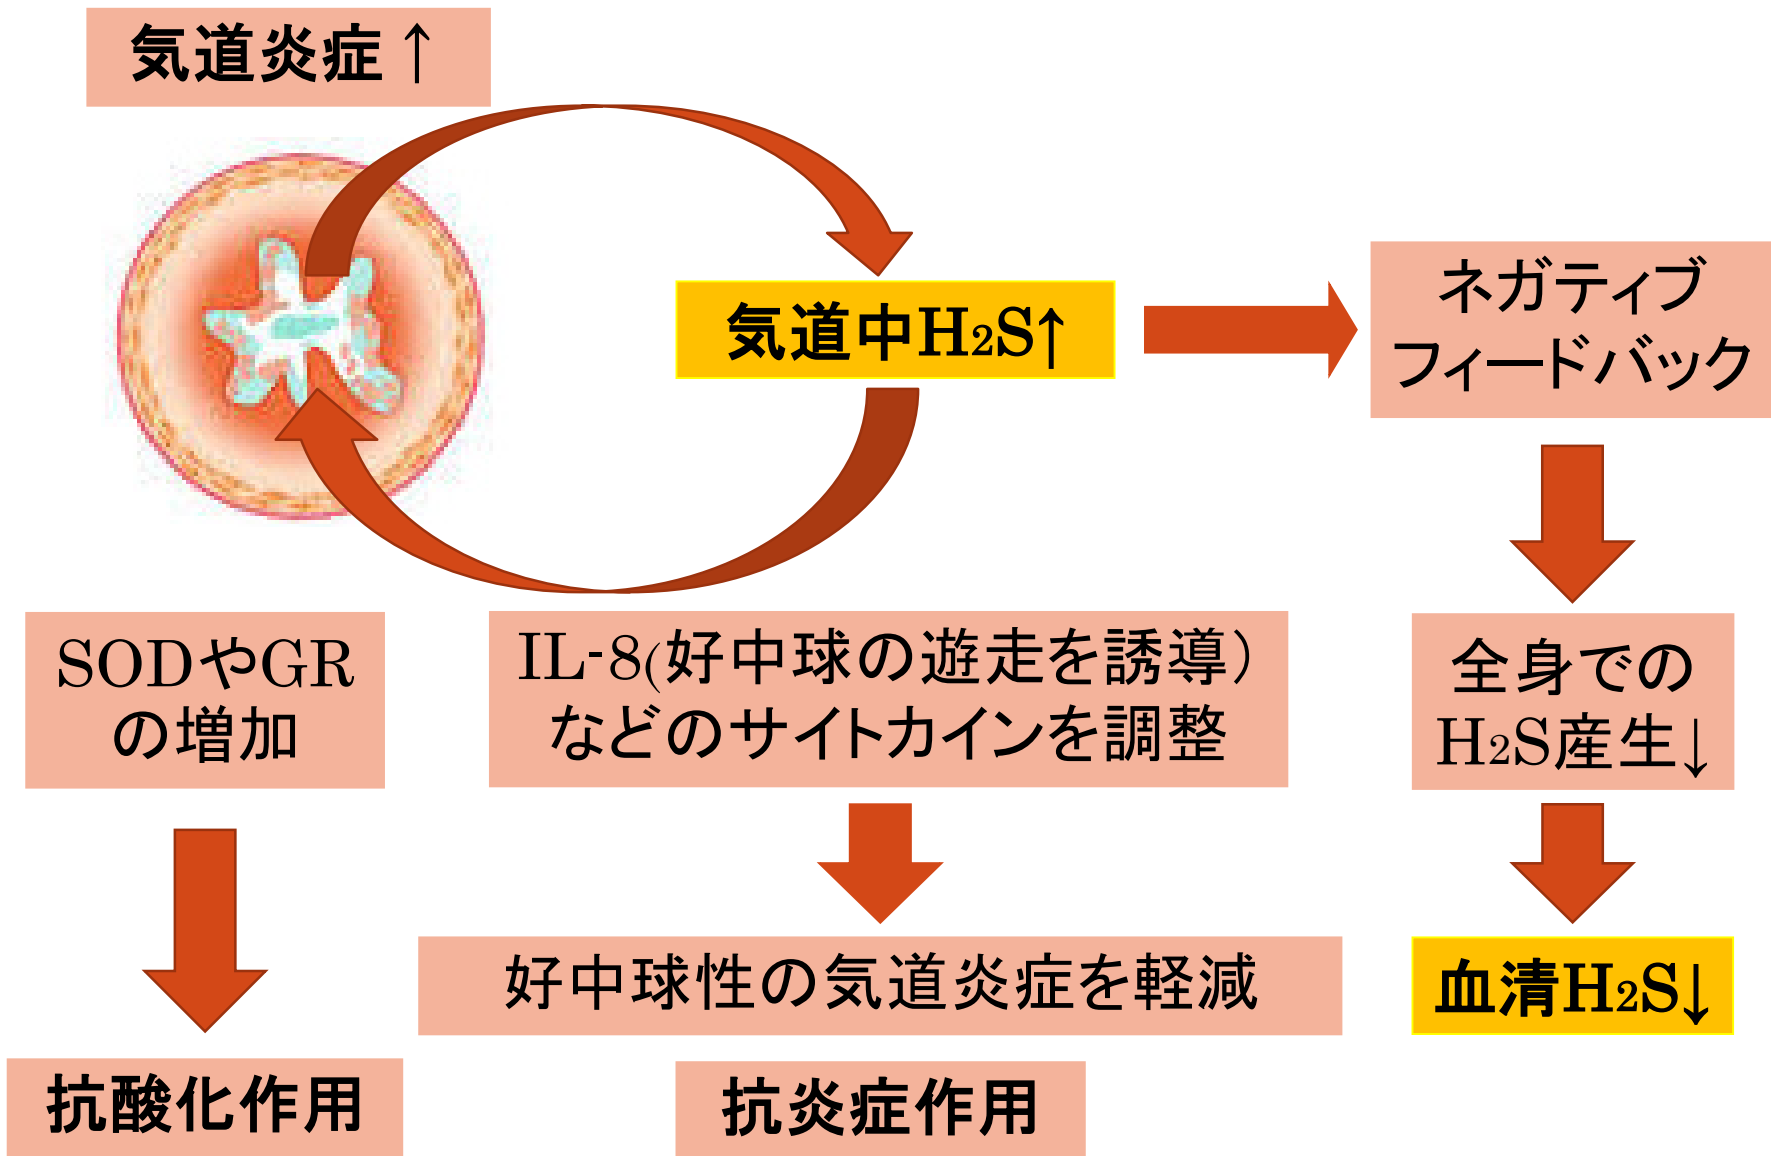 気道炎症↑
気道中H₂S↑
ネガティブ
フィードバック
SODやGR
の増加
IL-8(好中球の遊走を誘導）
などのサイトカインを調整
全身での
H₂S産生↓
好中球性の気道炎症を軽減
血清H₂S↓
抗酸化作用
抗炎症作用